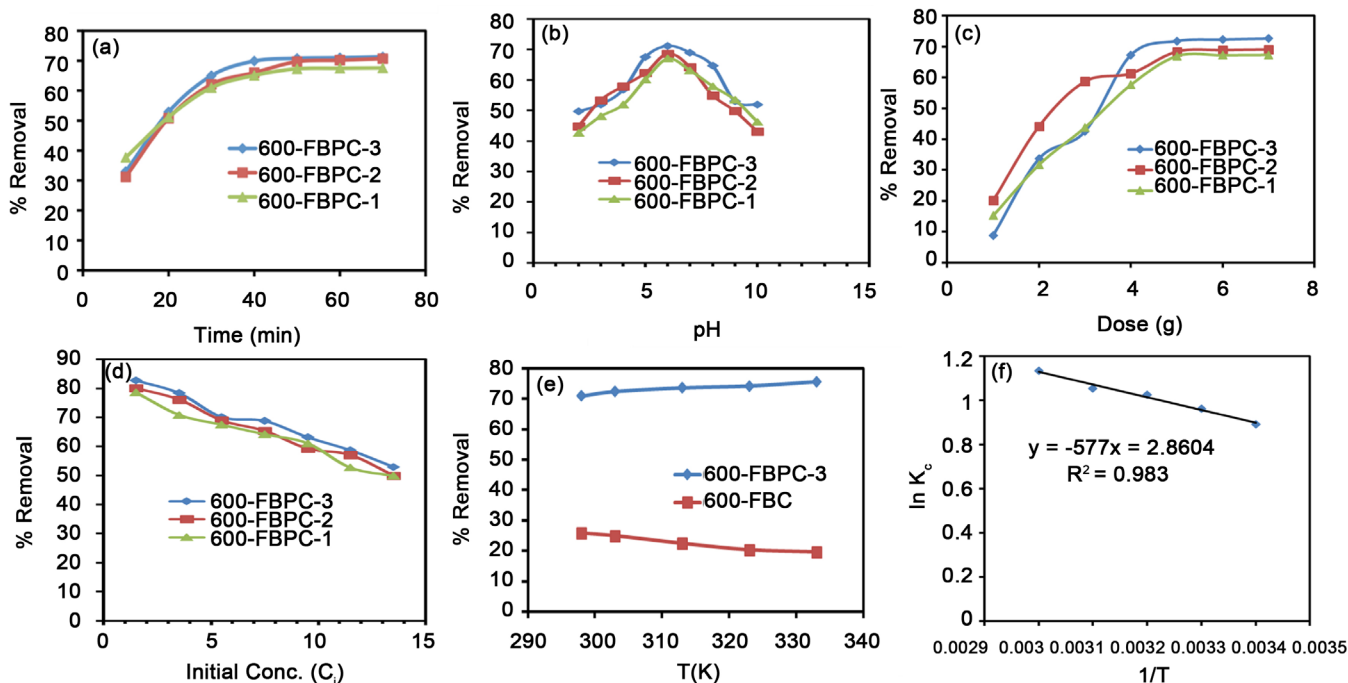 (a)
% Removal
80
70
60
50
40
30
20
10
0
600-FBPC-3
600-FBPC-2
600-FBPC-1
0 20 40 60 80
Time (min)
(b)
% Removal
80
70
60
50
40
30
20
10
0
600-FBPC-3
600-FBPC-2
600-FBPC-1
0 5 10 15
pH
(c)
% Removal
80
70
60
50
40
30
20
10
0
600-FBPC-3
600-FBPC-2
600-FBPC-1
0 2 4 6 8
Dose (g)
(d)
% Removal
90
80
70
60
50
40
30
20
10
0
600-FBPC-3
600-FBPC-2
600-FBPC-1
0 5 10 15
Initial Conc. (Ci)
(e)
% Removal
80
70
60
50
40
30
20
10
0
600-FBPC-3
600-FBC
290 300 310 320 330 340
T(K)
(f)
ln Kc
1.2
1
0.8
0.6
0.4
0.2
0
y = -577x = 2.8604
R² = 0.983
0.0029 0.003 0.0031 0.0032 0.0033 0.0034 0.0035
1/T